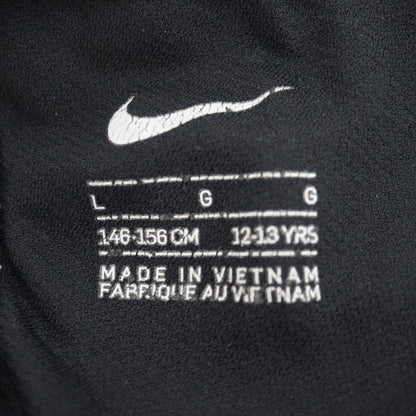 L G G
146-156 CM 12-13 YRS
MADE IN VIETNAM
FABRIQUE AU VIETNAM